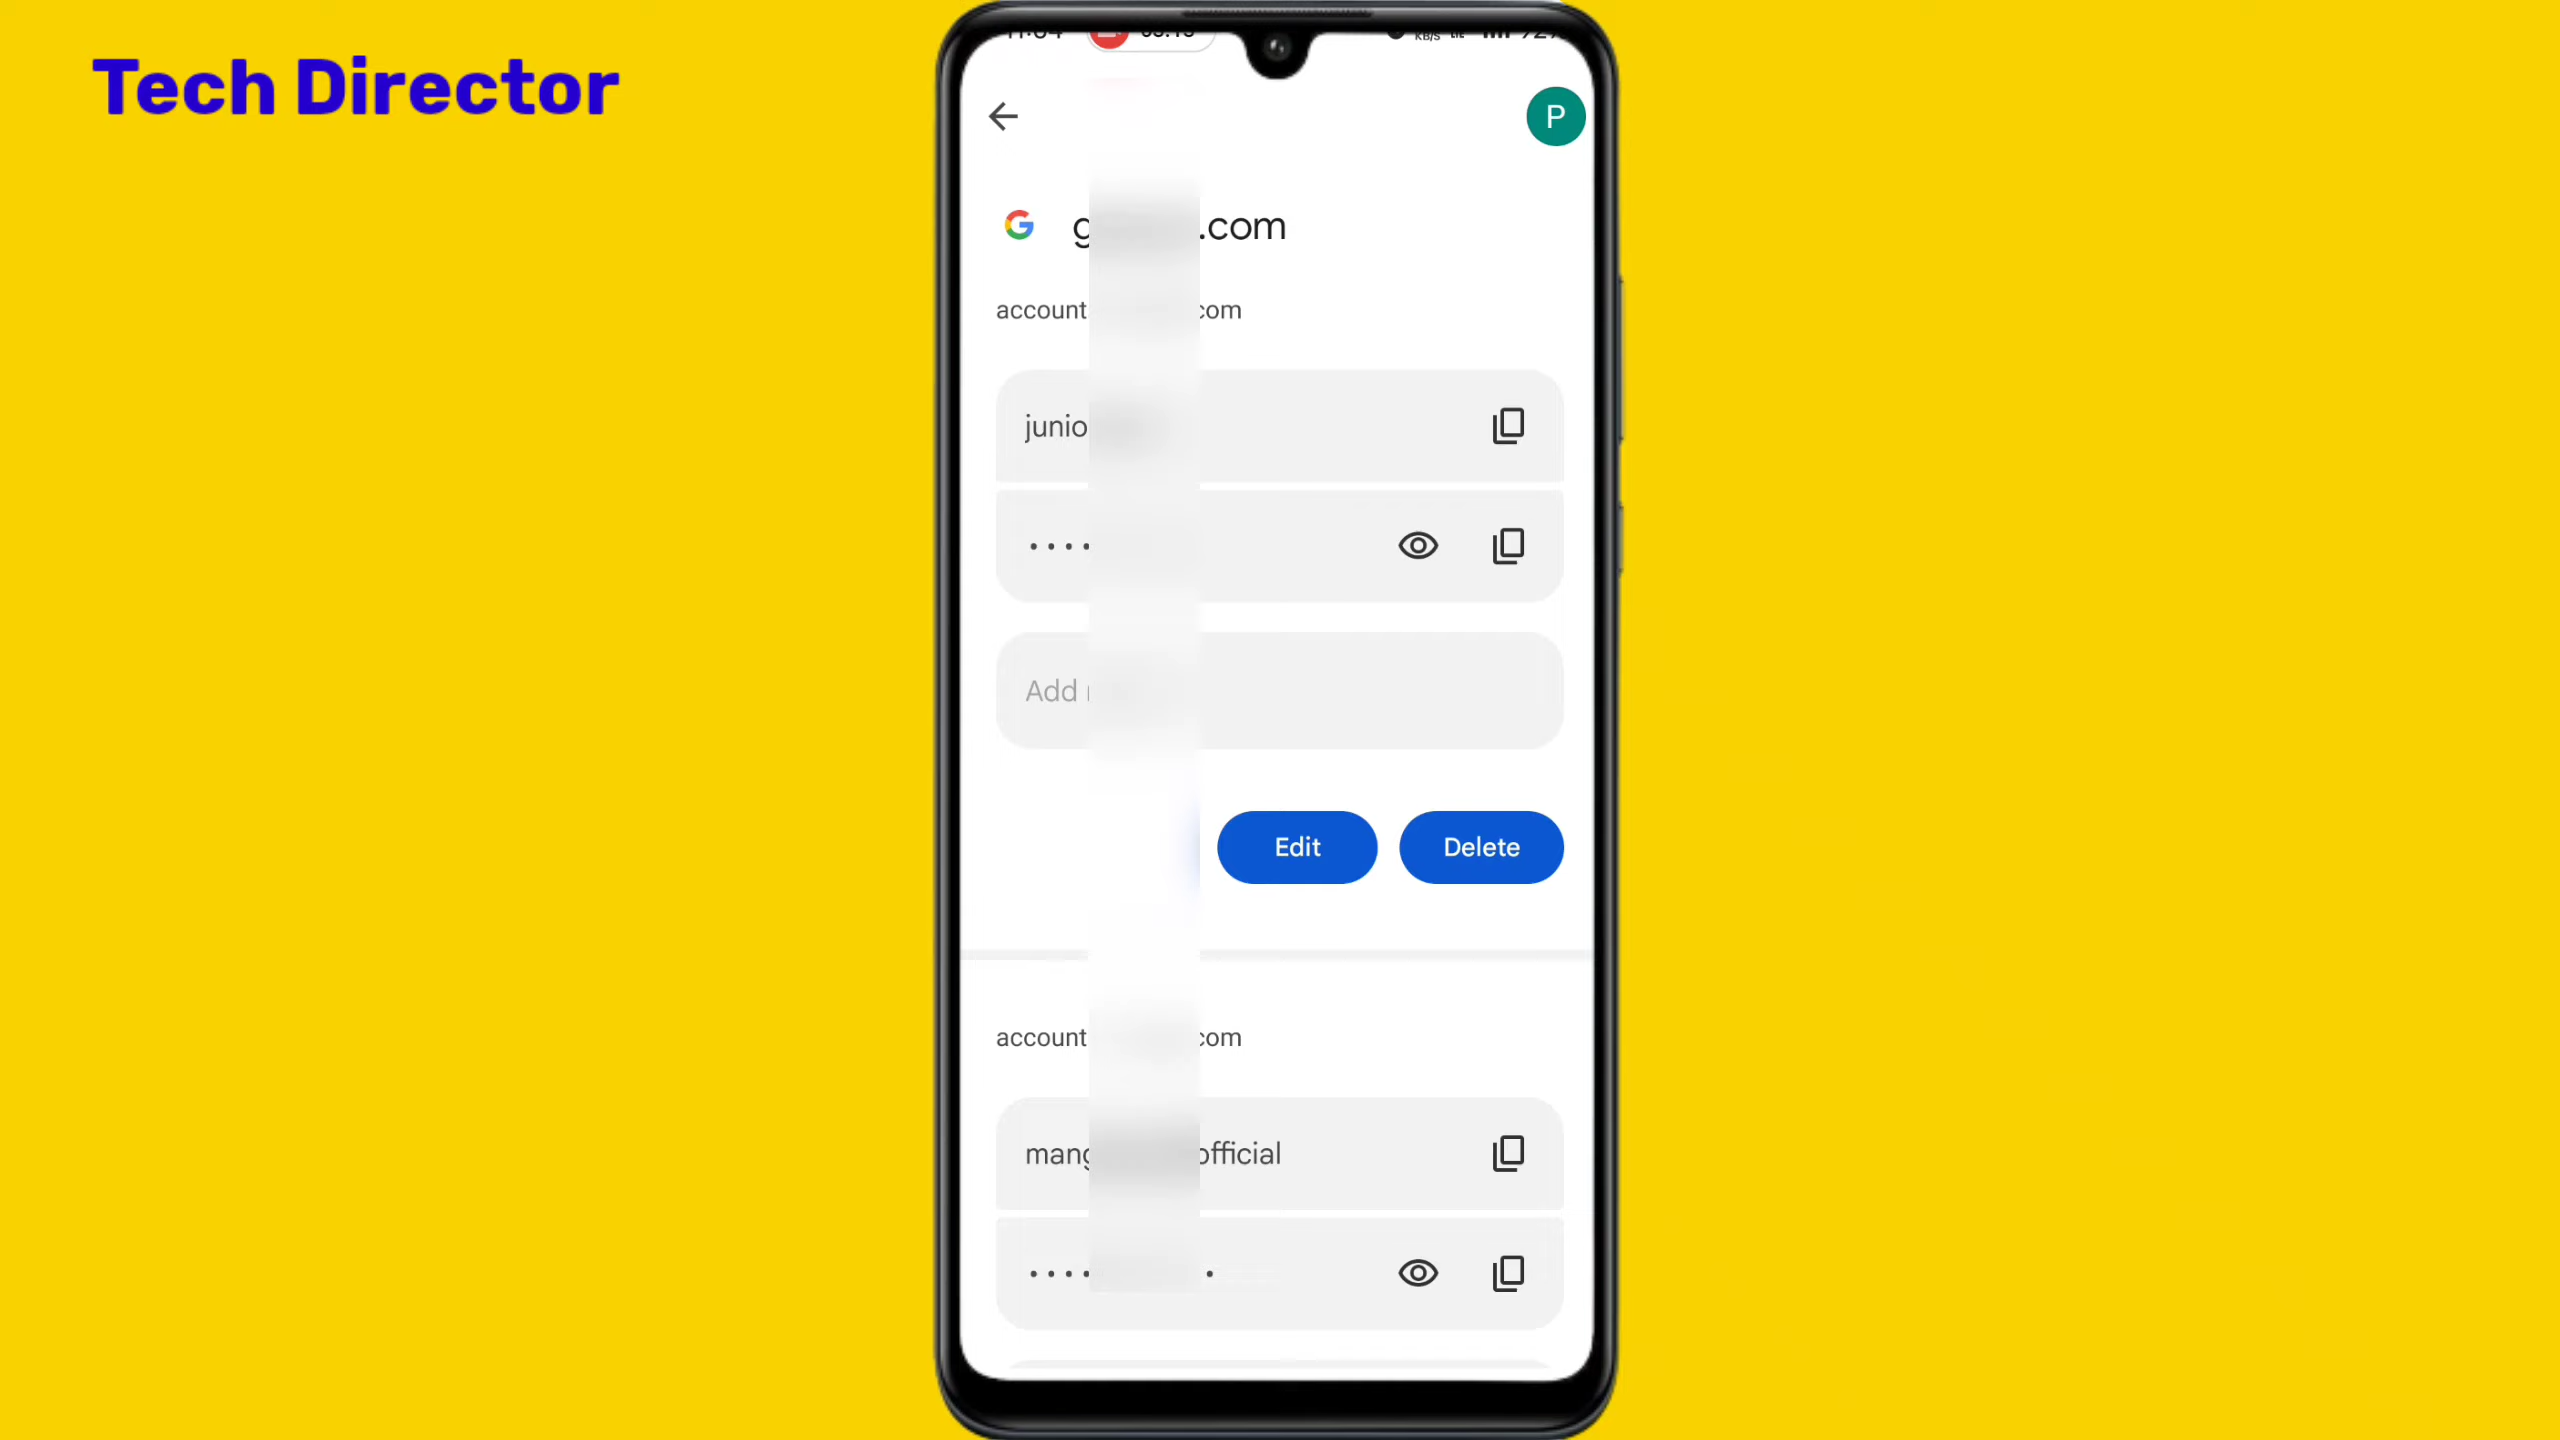 Tech Director
P
g .com
account com
junio
Add
Edit
Delete
account com
mang official